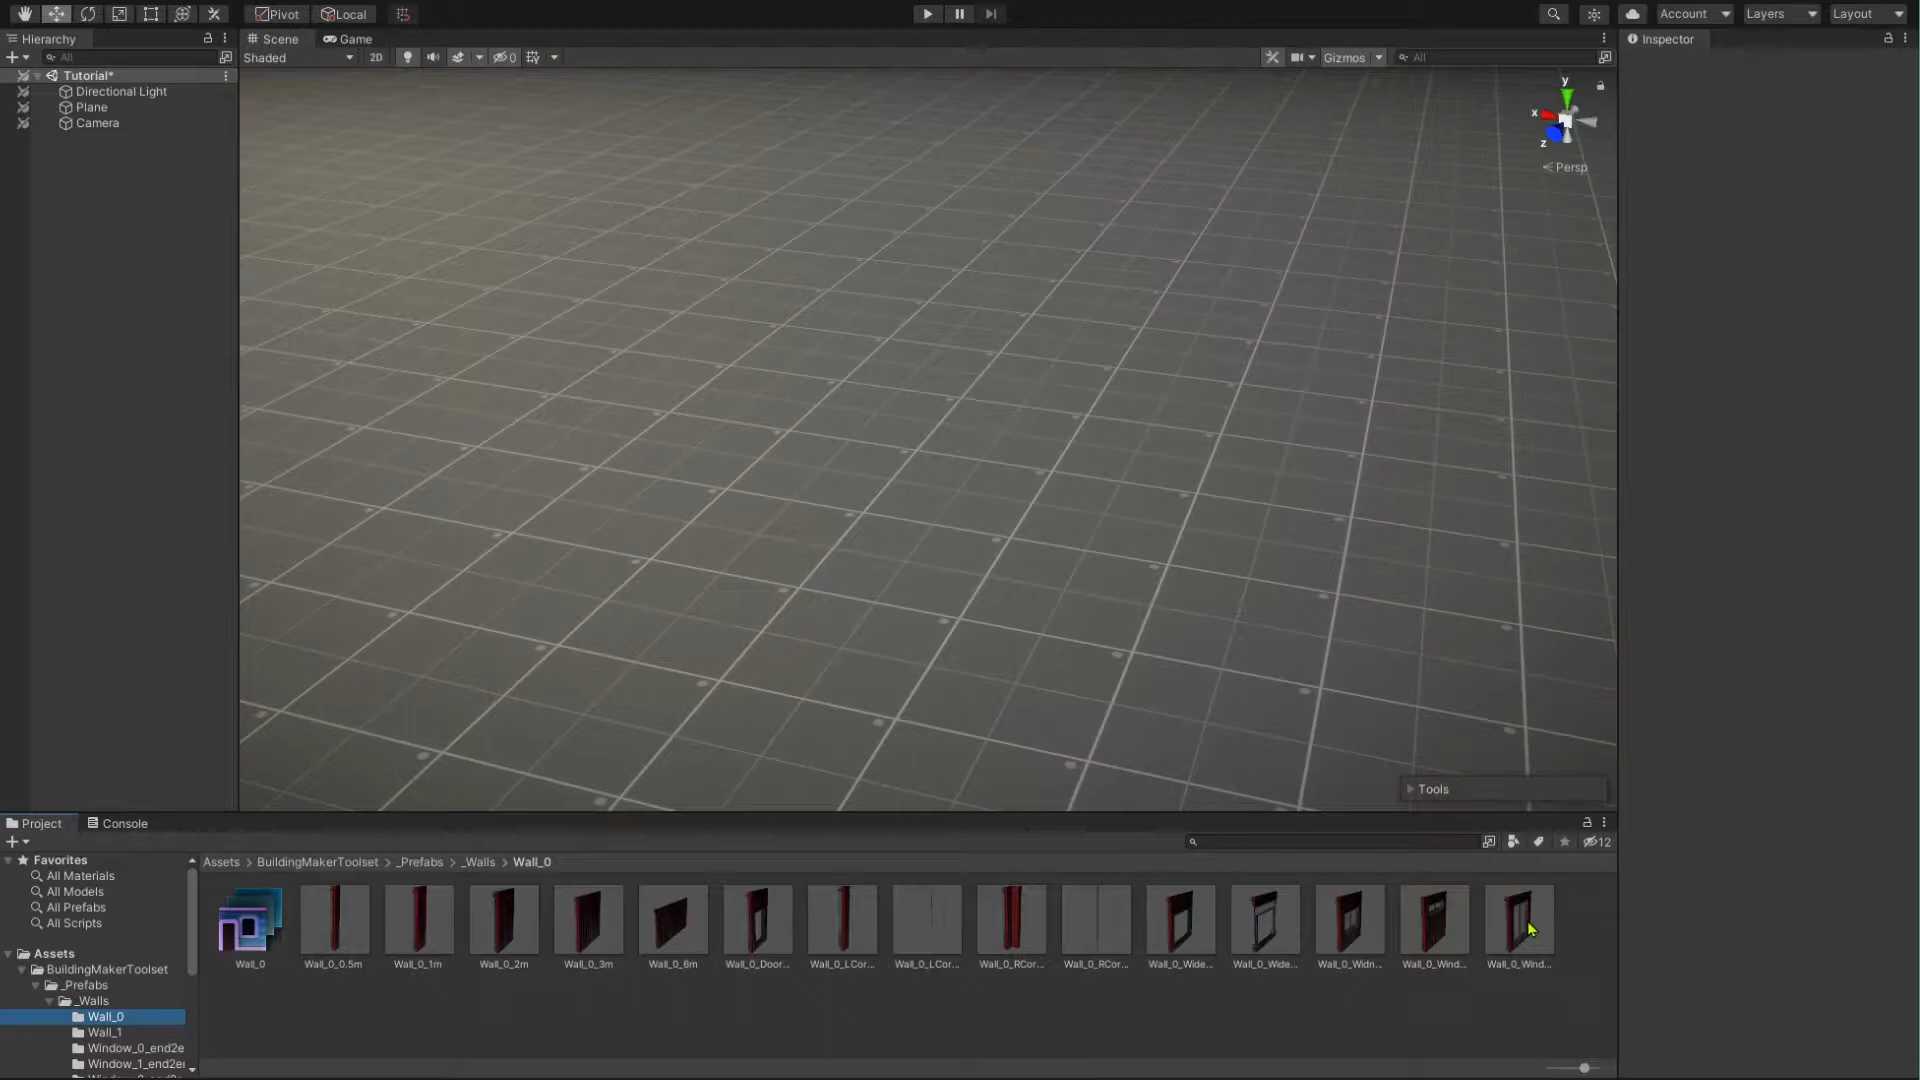 Pivot Local Account Layers Layout
Hierarchy Scene Game Inspector
All Shaded 2D 0 Gizmos All
Tutorial*
Directional Light
Plane
Camera
y
x
z
Persp
Tools
Project Console
12
Favorites
All Materials
All Models
All Prefabs
All Scripts
Assets
BuildingMakerToolset
_Prefabs
_Walls
Wall_0
Wall_1
Window_0_end2e
Window_1_end2e
Assets > BuildingMakerToolset > _Prefabs > _Walls > Wall_0
Wall_0 Wall_0_0.5m Wall_0_1m Wall_0_2m Wall_0_3m Wall_0_6m Wall_0_Door... Wall_0_LCor... Wall_0_LCor... Wall_0_RCor... Wall_0_RCor... Wall_0_Wide... Wall_0_Wide... Wall_0_Widn... Wall_0_Wind... Wall_0_Wind...